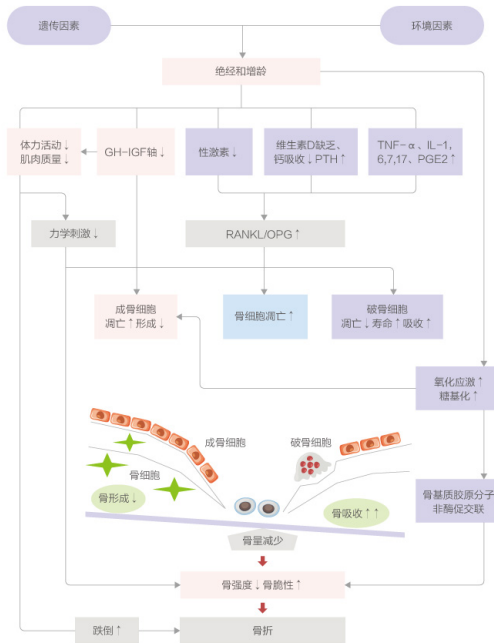 遗传因素
环境因素
绝经和增龄
体力活动↓
肌肉质量↓
GH-IGF轴↓
性激素↓
维生素D缺乏、
钙吸收↓PTH↑
TNF-α、IL-1,
6,7,17、PGE2↑
力学刺激↓
RANKL/OPG↑
成骨细胞
凋亡↑形成↓
骨细胞凋亡↑
破骨细胞
凋亡↓寿命↑吸收↑
氧化应激↑
糖基化↑
成骨细胞
破骨细胞
骨细胞
骨形成↓
骨吸收↑↑
骨基质胶原分子
非酶促交联
骨量减少
骨强度↓骨脆性↑
跌倒↑
骨折